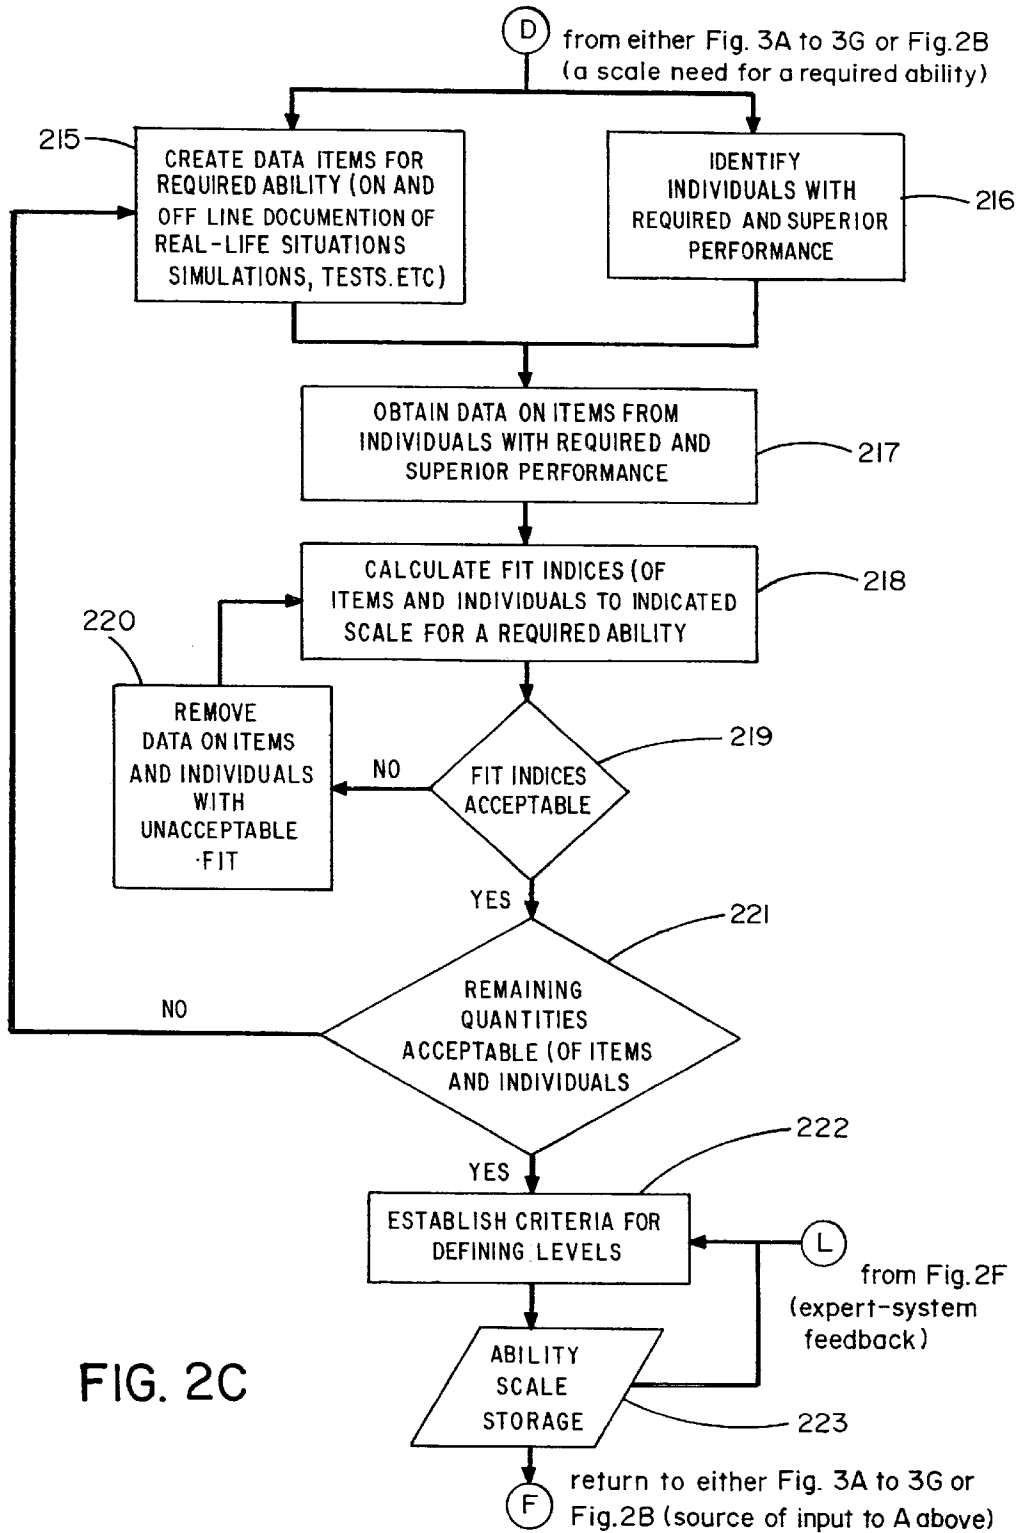 D
from either Fig. 3A to 3G or Fig. 2B
(a scale need for a required ability)
215
CREATE DATA ITEMS FOR
REQUIRED ABILITY (ON AND
OFF LINE DOCUMENTION OF
REAL-LIFE SITUATIONS
SIMULATIONS, TESTS. ETC)
IDENTIFY
INDIVIDUALS WITH
REQUIRED AND SUPERIOR
PERFORMANCE
216
OBTAIN DATA ON ITEMS FROM
INDIVIDUALS WITH REQUIRED AND
SUPERIOR PERFORMANCE
217
CALCULATE FIT INDICES (OF
ITEMS AND INDIVIDUALS TO INDICATED
SCALE FOR A REQUIRED ABILITY
218
220
REMOVE
DATA ON ITEMS
AND INDIVIDUALS
WITH
UNACCEPTABLE
FIT
NO
FIT INDICES
ACCEPTABLE
219
YES
221
REMAINING
QUANTITIES
ACCEPTABLE (OF ITEMS
AND INDIVIDUALS
NO
YES
222
ESTABLISH CRITERIA FOR
DEFINING LEVELS
L
from Fig. 2F
(expert-system
feedback)
ABILITY
SCALE
STORAGE
223
FIG. 2C
F
return to either Fig. 3A to 3G or
Fig. 2B (source of input to A above)